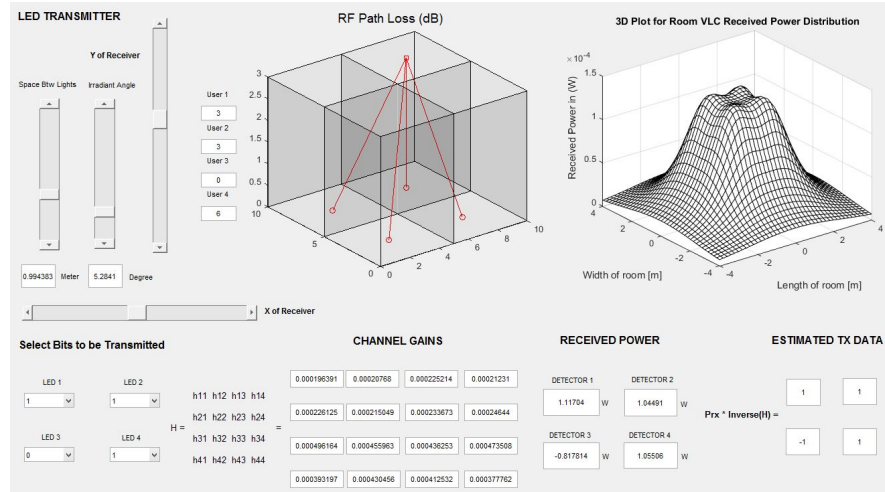 LED TRANSMITTER
Y of Receiver
Space Btw Lights
Irradiant Angle
0.994383 Meter
5.2841 Degree
X of Receiver
RF Path Loss (dB)
User 1
3
User 2
3
User 3
0
User 4
6
3
2.5
2
1.5
1
0.5
0
10
5
0
0
2
4
6
8
10
3D Plot for Room VLC Received Power Distribution
×10-4
1.5
1
0.5
0
Received Power in (W)
4
2
0
-2
-4
Width of room [m]
-4
-2
0
2
4
Length of room [m]
Select Bits to be Transmitted
LED 1
1
LED 2
1
LED 3
0
LED 4
1
H =
h11 h12 h13 h14
h21 h22 h23 h24
h31 h32 h33 h34
h41 h42 h43 h44
=
CHANNEL GAINS
0.000196391 0.00020768 0.000225214 0.00021231
0.000226125 0.000215049 0.000233673 0.00024644
0.000496164 0.000455963 0.000436253 0.000473508
0.000393197 0.000430456 0.000412532 0.000377762
RECEIVED POWER
DETECTOR 1
1.11704 W
DETECTOR 2
1.04491 W
DETECTOR 3
-0.817814 W
DETECTOR 4
1.05506 W
ESTIMATED TX DATA
Prx * Inverse(H) =
1 1
-1 1